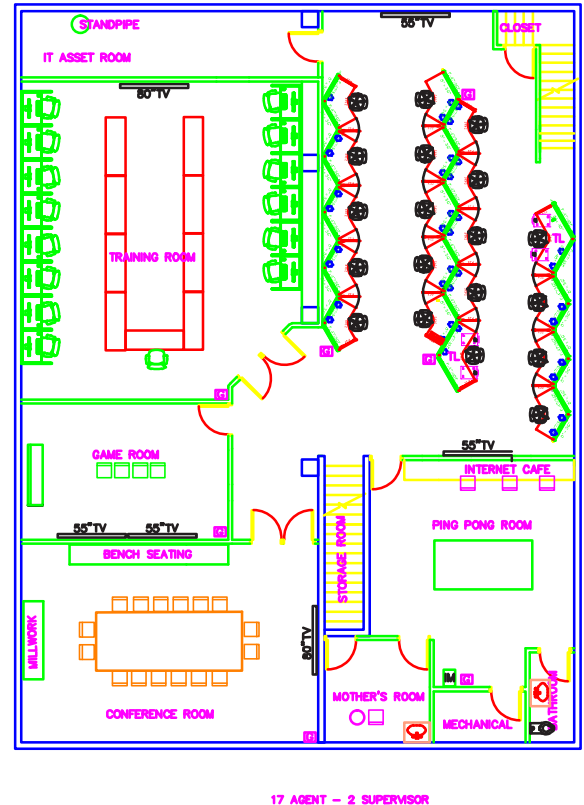 STANDPIPE
55"TV
CLOSET
IT ASSET ROOM
80"TV
G
TL
TRAINING ROOM
G
G
TL
G
55"TV
GAME ROOM
INTERNET CAFE
55"TV
55"TV
G
PING PONG ROOM
BENCH SEATING
STORAGE ROOM
MILLWORK
80"TV
IM
G
MOTHER'S ROOM
BATHROOM
CONFERENCE ROOM
MECHANICAL
G
17 AGENT - 2 SUPERVISOR